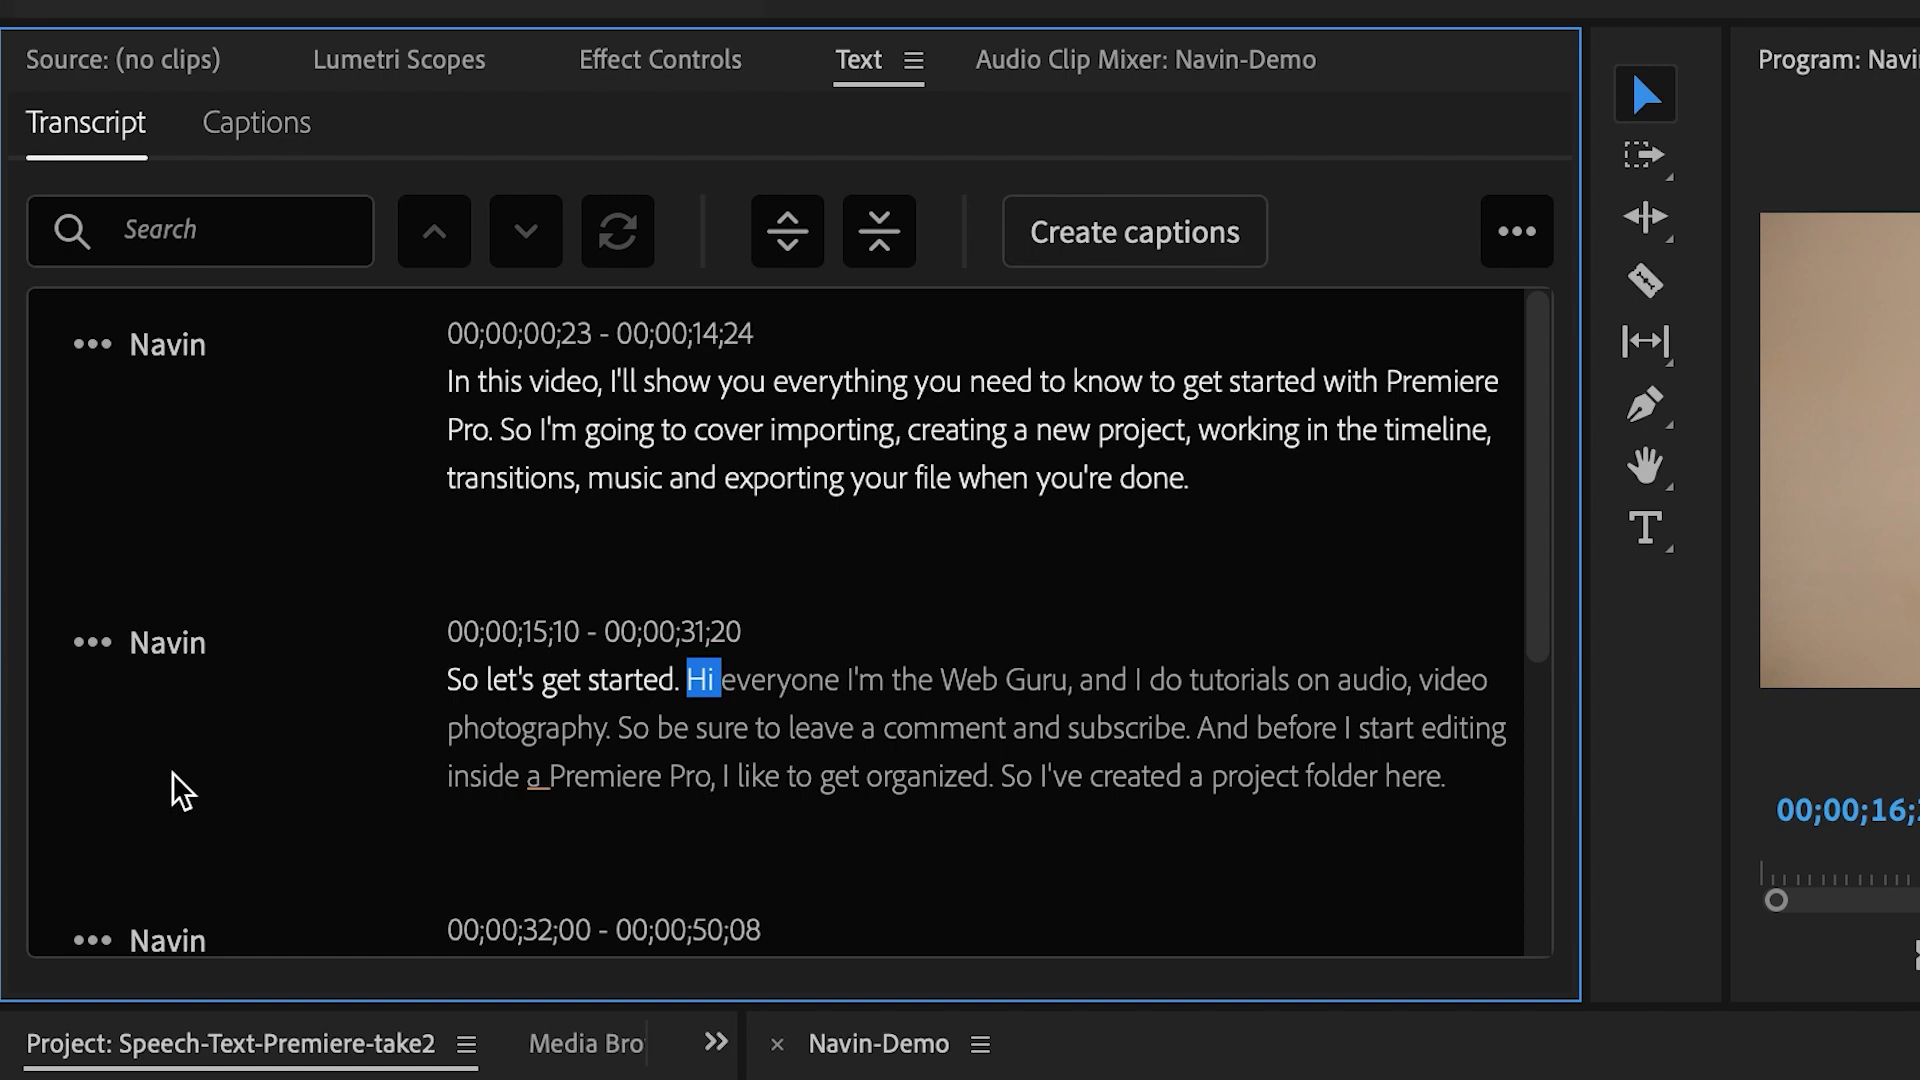 Source: (no clips) Lumetri Scopes Effect Controls Text Audio Clip Mixer: Navin-Demo Program: Navi
Transcript Captions
Search Create captions
Navin 00;00;00;23 - 00;00;14;24
In this video, I'll show you everything you need to know to get started with Premiere
Pro. So I'm going to cover importing, creating a new project, working in the timeline,
transitions, music and exporting your file when you're done.
Navin 00;00;15;10 - 00;00;31;20
So let's get started. Hi everyone I'm the Web Guru, and I do tutorials on audio, video
photography. So be sure to leave a comment and subscribe. And before I start editing
inside a Premiere Pro, I like to get organized. So I've created a project folder here.
00;00;16;
Navin 00;00;32;00 - 00;00;50;08
Project: Speech-Text-Premiere-take2 Media Bro Navin-Demo